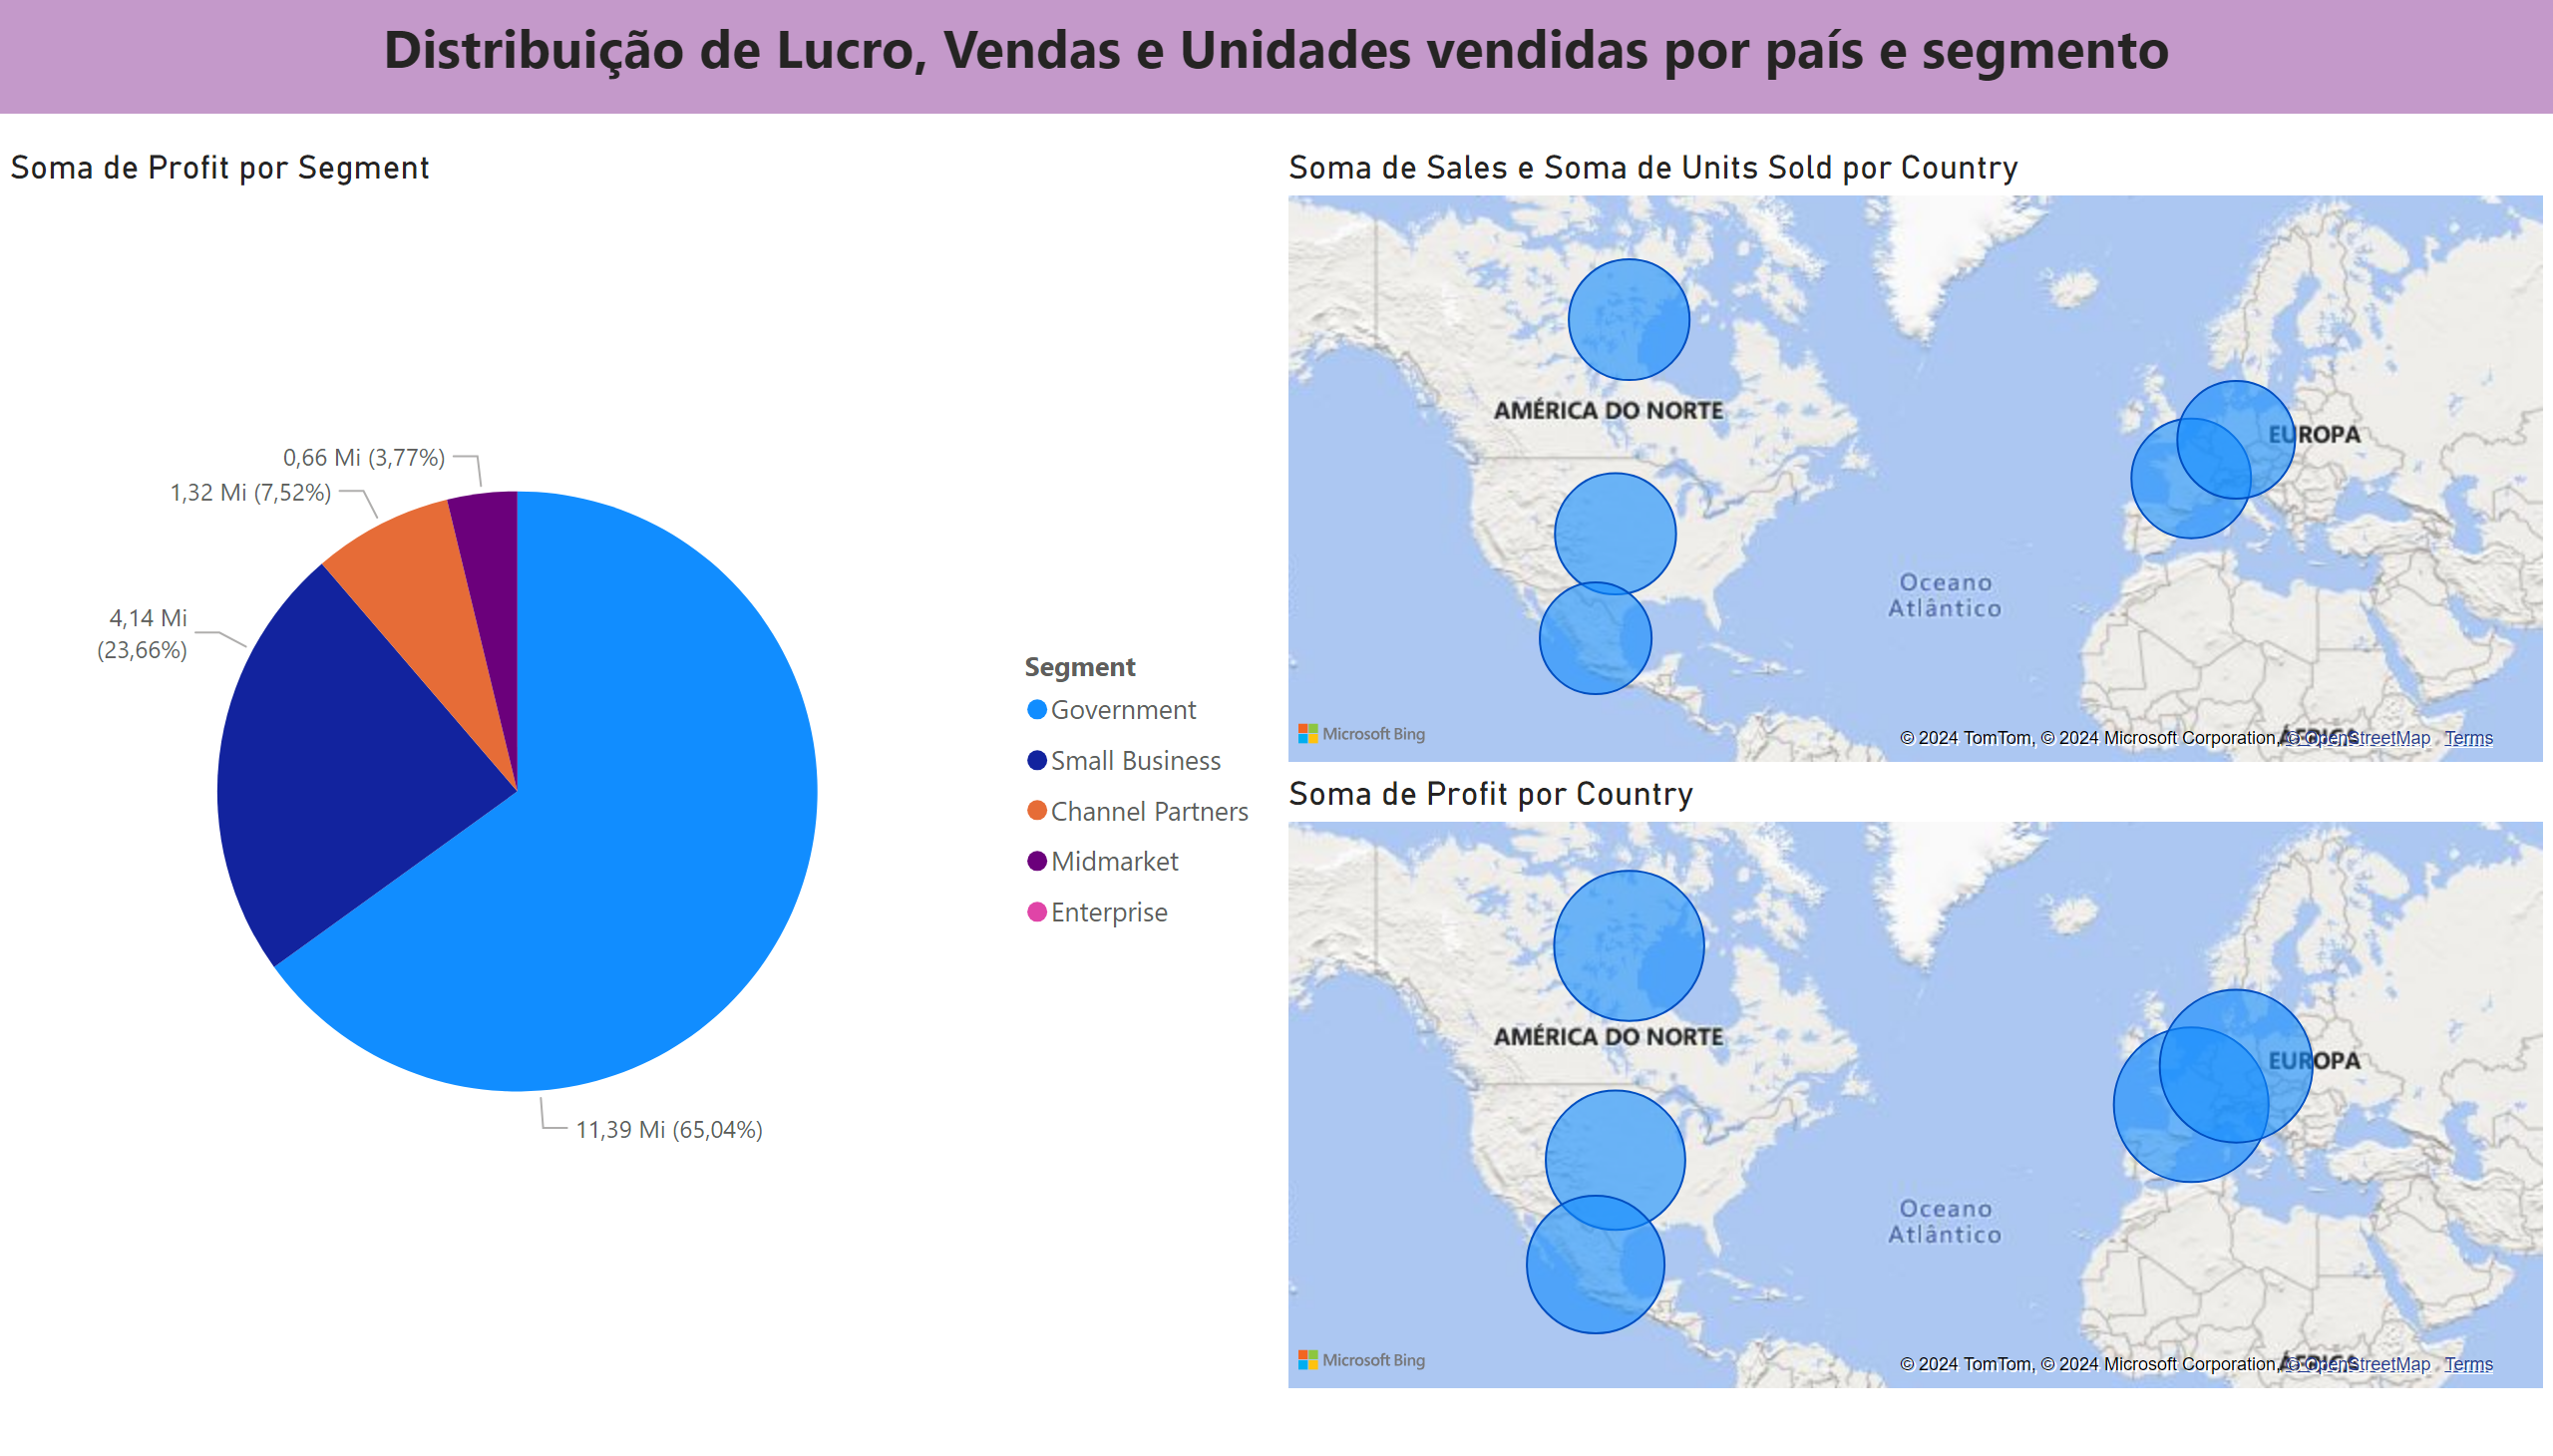 Distribuição de Lucro, Vendas e Unidades vendidas por país e segmento
Soma de Profit por Segment
0,66 Mi (3,77%)
1,32 Mi (7,52%)
4,14 Mi
(23,66%)
11,39 Mi (65,04%)
Segment
Government
Small Business
Channel Partners
Midmarket
Enterprise
Soma de Sales e Soma de Units Sold por Country
AMÉRICA DO NORTE
EUROPA
Oceano
Atlântico
ÁFRICA
Microsoft Bing
© 2024 TomTom, © 2024 Microsoft Corporation, © OpenStreetMap Terms
Soma de Profit por Country
AMÉRICA DO NORTE
EUROPA
Oceano
Atlântico
ÁFRICA
Microsoft Bing
© 2024 TomTom, © 2024 Microsoft Corporation, © OpenStreetMap Terms